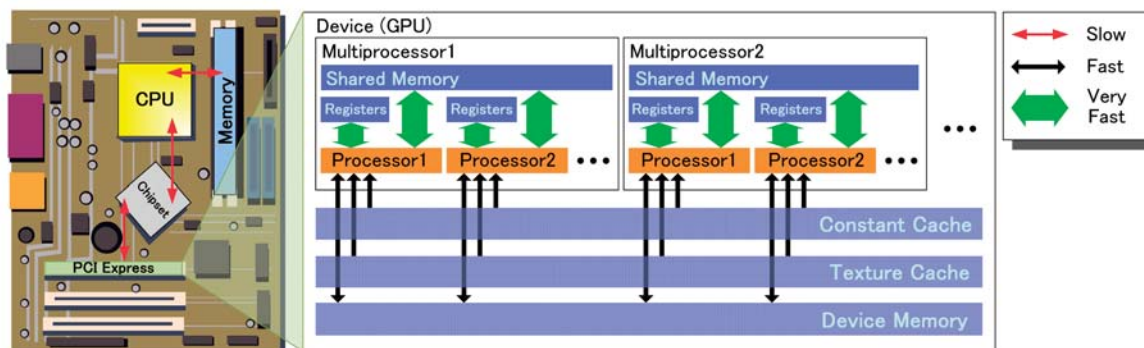 CPU
Memory
Chipset
PCI Express
Device (GPU)
Multiprocessor1
Shared Memory
Registers
Registers
Processor1
Processor2
•••
Multiprocessor2
Shared Memory
Registers
Registers
Processor1
Processor2
•••
•••
Constant Cache
Texture Cache
Device Memory
Slow
Fast
Very
Fast